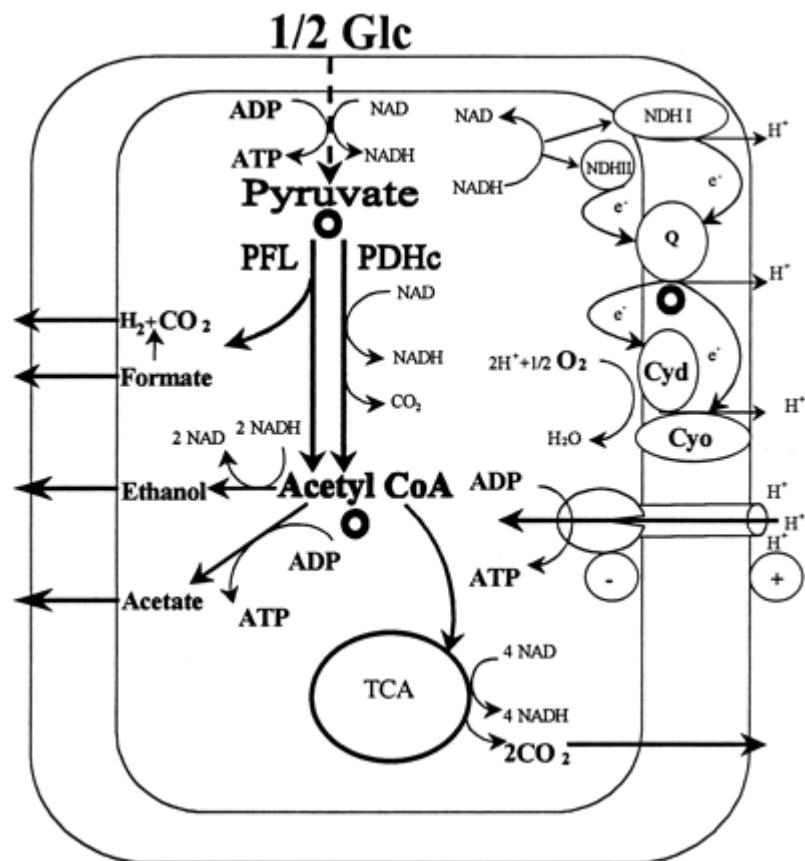 1/2 Glc
ADP NAD
ATP NADH
Pyruvate
PFL PDHc
NAD
NADH
CO2
H2+CO2
Formate
2 NAD 2 NADH
Ethanol Acetyl CoA
ADP
Acetate ATP
TCA
4 NAD
4 NADH
2CO2
NAD
NADH
NDH I
NDHII
H+
e-
e-
Q
H+
e-
e-
2H++1/2 O2
H2O
Cyd
Cyo
H+
ADP
ATP
H+
H+
H+
-
+